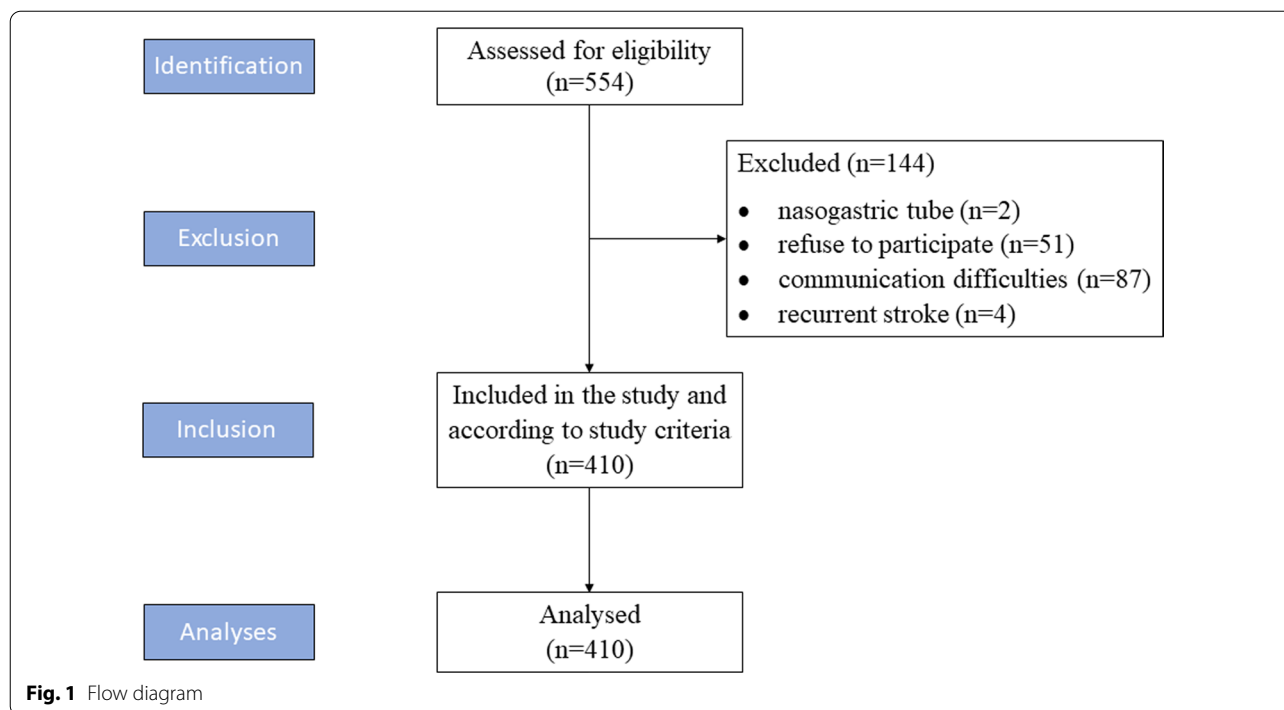 Identification
Assessed for eligibility
(n=554)
Exclusion
Excluded (n=144)
• nasogastric tube (n=2)
• refuse to participate (n=51)
• communication difficulties (n=87)
• recurrent stroke (n=4)
Inclusion
Included in the study and
according to study criteria
(n=410)
Analyses
Analysed
(n=410)
Fig. 1 Flow diagram